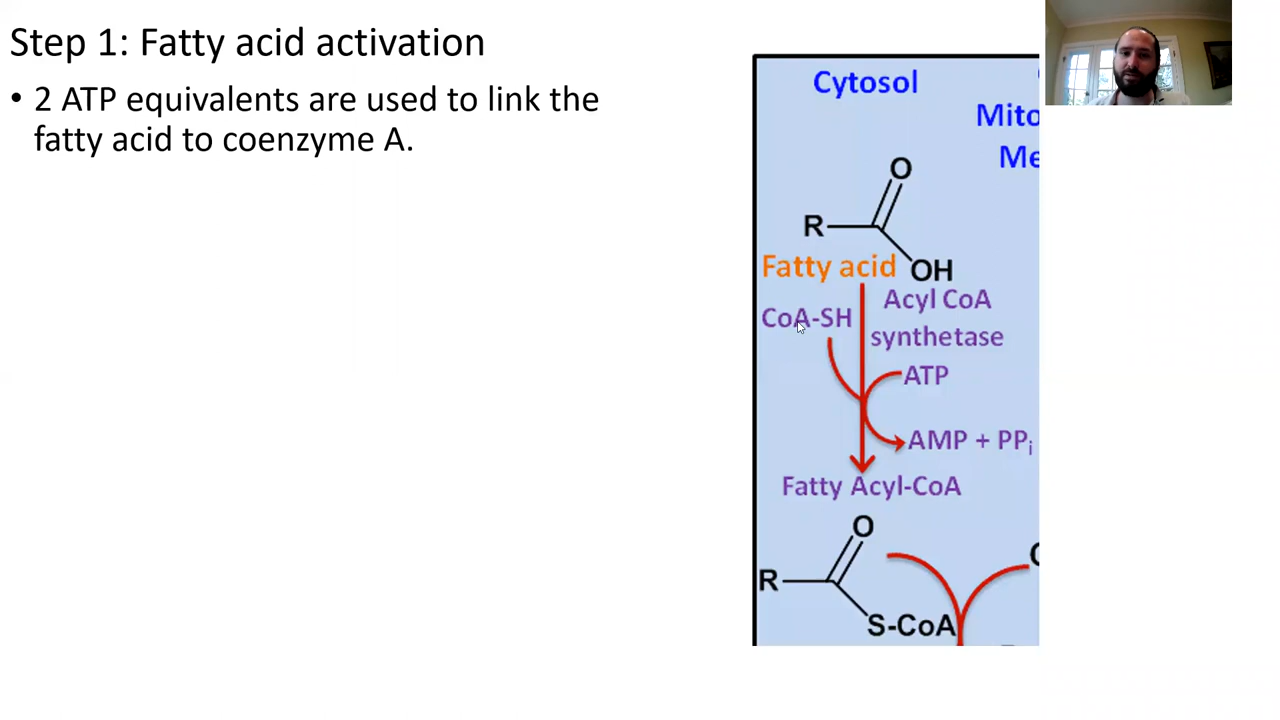 Step 1: Fatty acid activation
• 2 ATP equivalents are used to link the
fatty acid to coenzyme A.
Cytosol
Mito
Me
O
R
OH
Fatty acid
Acyl CoA
CoA-SH
synthetase
ATP
AMP + PPi
Fatty Acyl-CoA
O
R
S-CoA